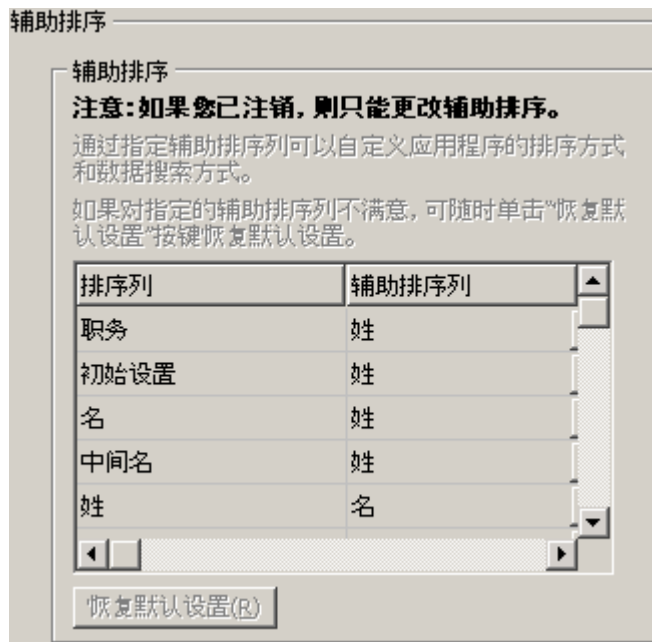 辅助排序
辅助排序
注意:如果您已注销,则只能更改辅助排序。
通过指定辅助排序列可以自定义应用程序的排序方式
和数据搜索方式。
如果对指定的辅助排序列不满意,可随时单击“恢复默
认设置”按键恢复默认设置。
排序列 辅助排序列
职务 姓
初始设置 姓
名 姓
中间名 姓
姓 名
恢复默认设置(R)